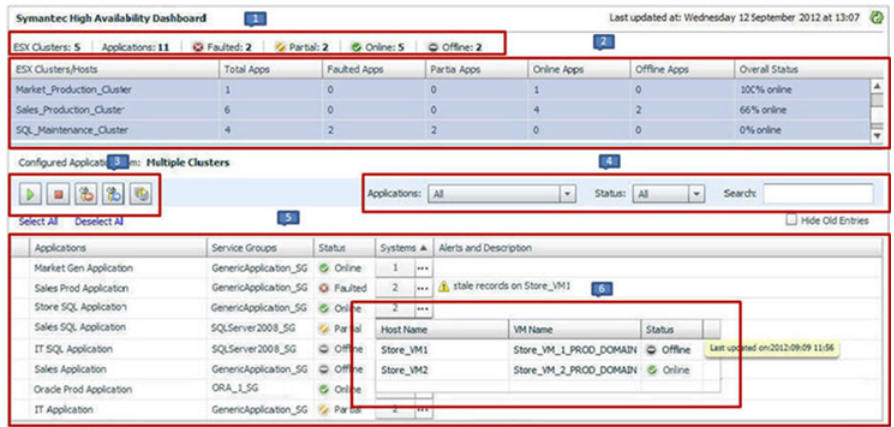 Symantec High Availability Dashboard 1 Last updated at: Wednesday 12 September 2012 at 13:07
ESX Clusters: 5 Applications: 11 Faulted: 2 Partial: 2 Online: 5 Offline: 2 2
ESX Clusters/Hosts Total Apps Faulted Apps Partia Apps Online Apps Offline Apps Overall Status
Market_Production_Cluster 1 0 0 1 0 100% online
Sales_Production_Cluster 6 0 0 4 2 66% online
SQL_Maintenance_Cluster 4 2 2 0 0 0% online
Configured Applicati 3 m: Multiple Clusters 4
Applications: All Status: All Search:
Select All Deselect All 5 Hide Old Entries
Applications Service Groups Status Systems Alerts and Description
Market Gen Application GenericApplication_SG Online 1 ...
Sales Prod Application GenericApplication_SG Faulted 2 ... stale records on Store_VM1 6
Store SQL Application GenericApplication_SG Online 2 ...
Sales SQL Application SQLServer2008_SG Partial Host Name VM Name Status
IT SQL Application SQLServer2008_SG Offline Store_VM1 Store_VM_1_PROD_DOMAIN Offline Last updated on:2012:09:09 11:56
Sales Application GenericApplication_SG Offline Store_VM2 Store_VM_2_PROD_DOMAIN Online
Oracle Prod Application ORA_1_SG Online
IT Application GenericApplication_SG Partial 2 ...